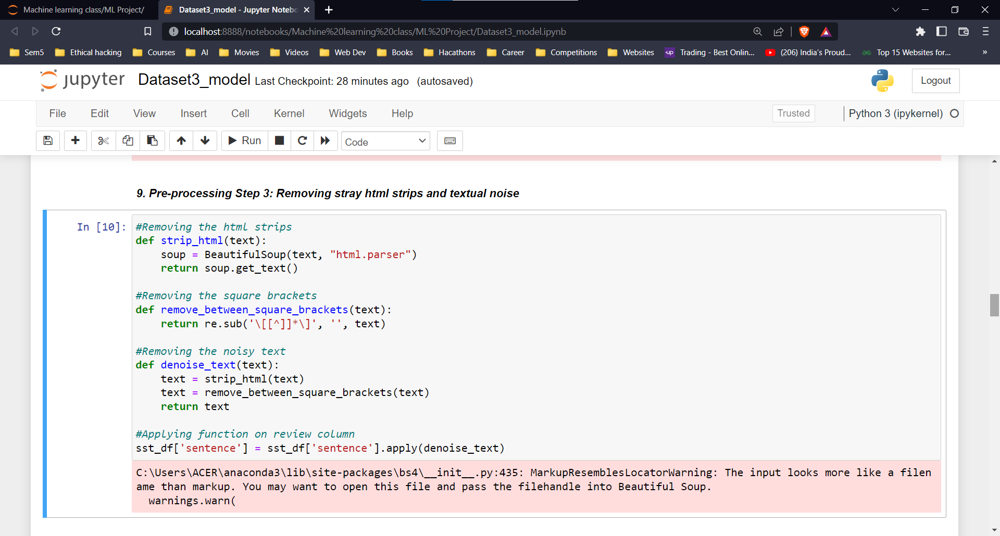 Machine learning class/ML Project/
Dataset3_model - Jupyter Notebo
localhost:8888/notebooks/Machine%20learning%20class/ML%20Project/Dataset3_model.ipynb
Sem5 Ethical hacking Courses AI Movies Videos Web Dev Books Hacathons Career Competitions Websites up Trading - Best Onlin... (206) India's Proud... Top 15 Websites for... »
jupyter Dataset3_model Last Checkpoint: 28 minutes ago (autosaved)
Logout
File Edit View Insert Cell Kernel Widgets Help
Trusted
Python 3 (ipykernel)
Run
Code
9. Pre-processing Step 3: Removing stray html strips and textual noise
In [10]:
#Removing the html strips
def strip_html(text):
    soup = BeautifulSoup(text, "html.parser")
    return soup.get_text()
#Removing the square brackets
def remove_between_square_brackets(text):
    return re.sub('\[[^]]*\]', '', text)
#Removing the noisy text
def denoise_text(text):
    text = strip_html(text)
    text = remove_between_square_brackets(text)
    return text
#Applying function on review column
sst_df['sentence'] = sst_df['sentence'].apply(denoise_text)
C:\Users\ACER\anaconda3\lib\site-packages\bs4\__init__.py:435: MarkupResemblesLocatorWarning: The input looks more like a filen
ame than markup. You may want to open this file and pass the filehandle into Beautiful Soup.
  warnings.warn(